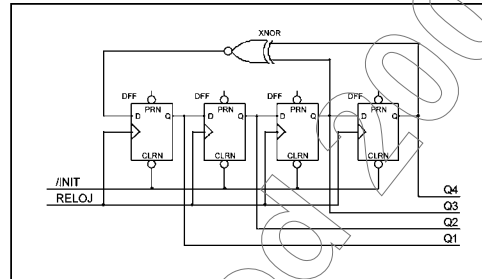 XNOR
DFF DFF DFF DFF
PRN PRN PRN PRN
D Q D Q D Q D Q
CLRN CLRN CLRN CLRN
/INIT
RELOJ
Q4
Q3
Q2
Q1